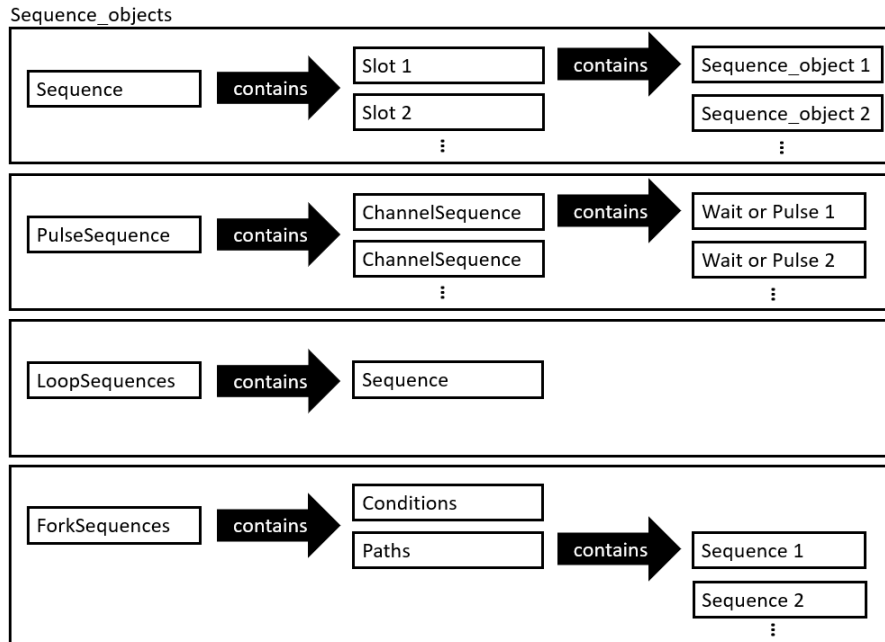 Sequence_objects
Sequence
contains
Slot 1
Slot 2
⋮
contains
Sequence_object 1
Sequence_object 2
⋮
PulseSequence
contains
ChannelSequence
ChannelSequence
⋮
contains
Wait or Pulse 1
Wait or Pulse 2
⋮
LoopSequences
contains
Sequence
ForkSequences
contains
Conditions
Paths
contains
Sequence 1
Sequence 2
⋮